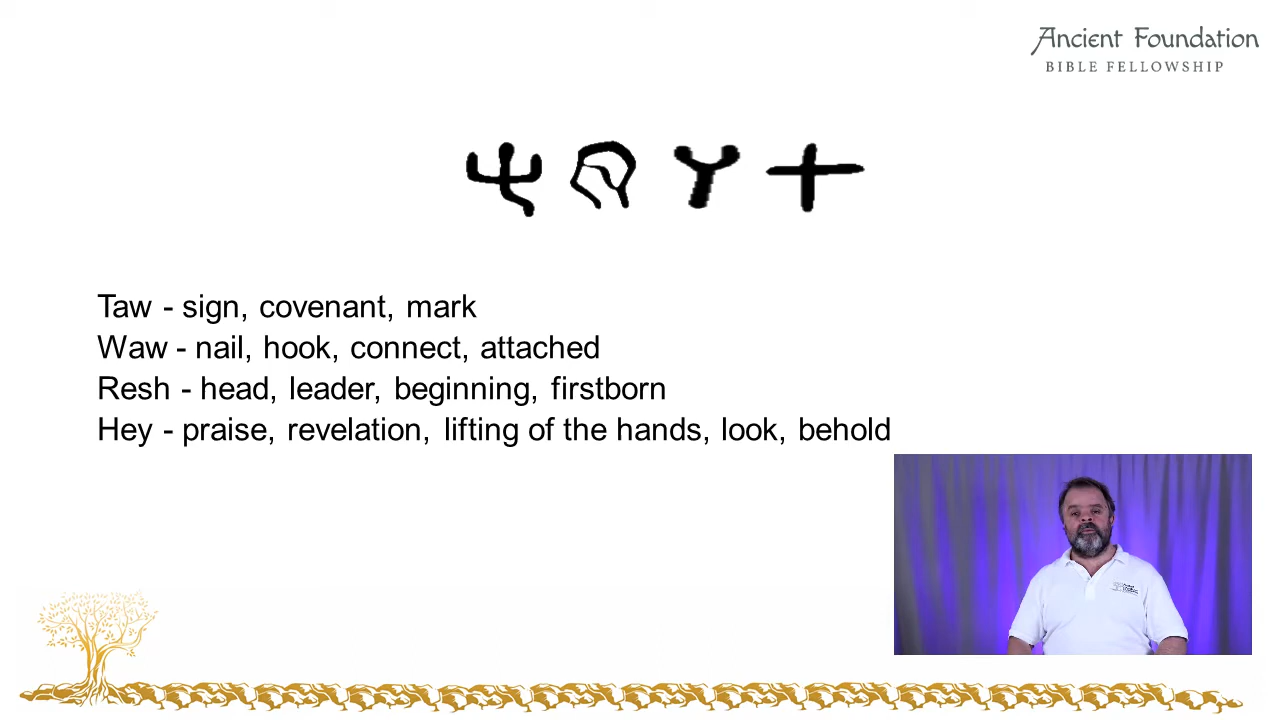 Ancient Foundation
BIBLE FELLOWSHIP
𐤄𐤓𐤅𐤕
Taw - sign, covenant, mark
Waw - nail, hook, connect, attached
Resh - head, leader, beginning, firstborn
Hey - praise, revelation, lifting of the hands, look, behold